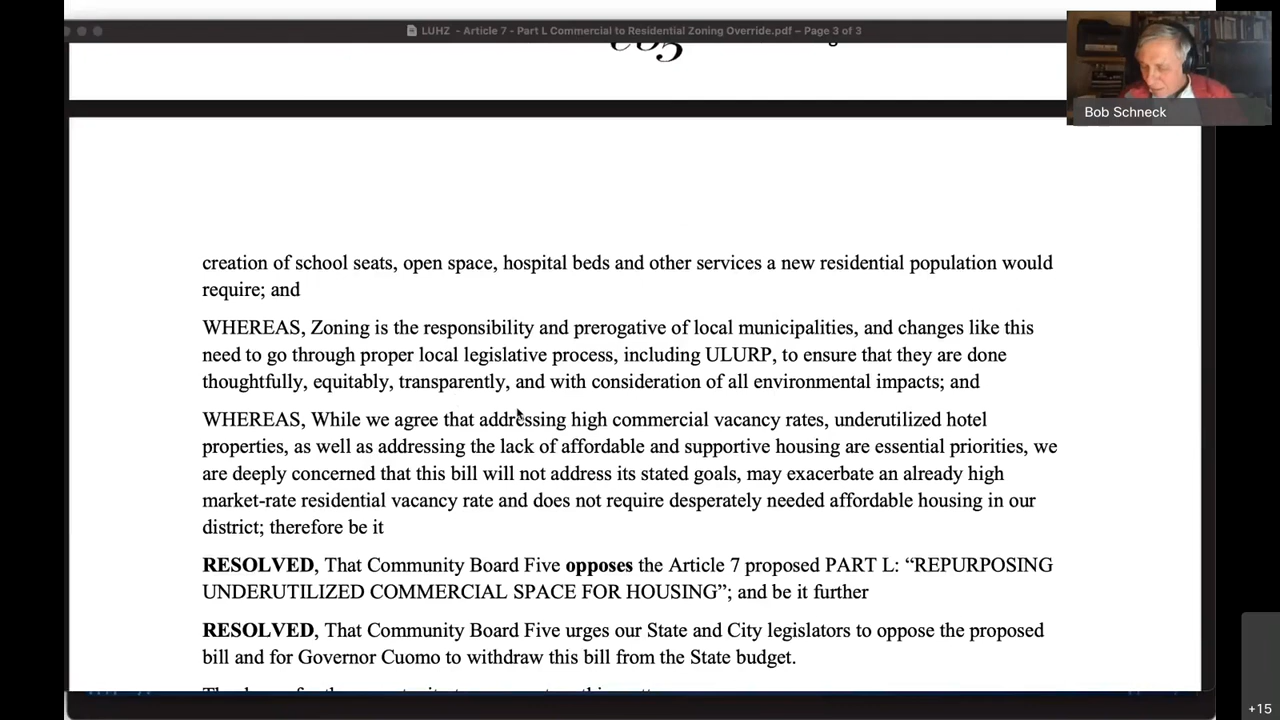 LUHZ - Article 7 - Part L Commercial to Residential Zoning Override.pdf – Page 3 of 3
Bob Schneck
creation of school seats, open space, hospital beds and other services a new residential population would
require; and
WHEREAS, Zoning is the responsibility and prerogative of local municipalities, and changes like this
need to go through proper local legislative process, including ULURP, to ensure that they are done
thoughtfully, equitably, transparently, and with consideration of all environmental impacts; and
WHEREAS, While we agree that addressing high commercial vacancy rates, underutilized hotel
properties, as well as addressing the lack of affordable and supportive housing are essential priorities, we
are deeply concerned that this bill will not address its stated goals, may exacerbate an already high
market-rate residential vacancy rate and does not require desperately needed affordable housing in our
district; therefore be it
RESOLVED, That Community Board Five opposes the Article 7 proposed PART L: “REPURPOSING
UNDERUTILIZED COMMERCIAL SPACE FOR HOUSING”; and be it further
RESOLVED, That Community Board Five urges our State and City legislators to oppose the proposed
bill and for Governor Cuomo to withdraw this bill from the State budget.
+15